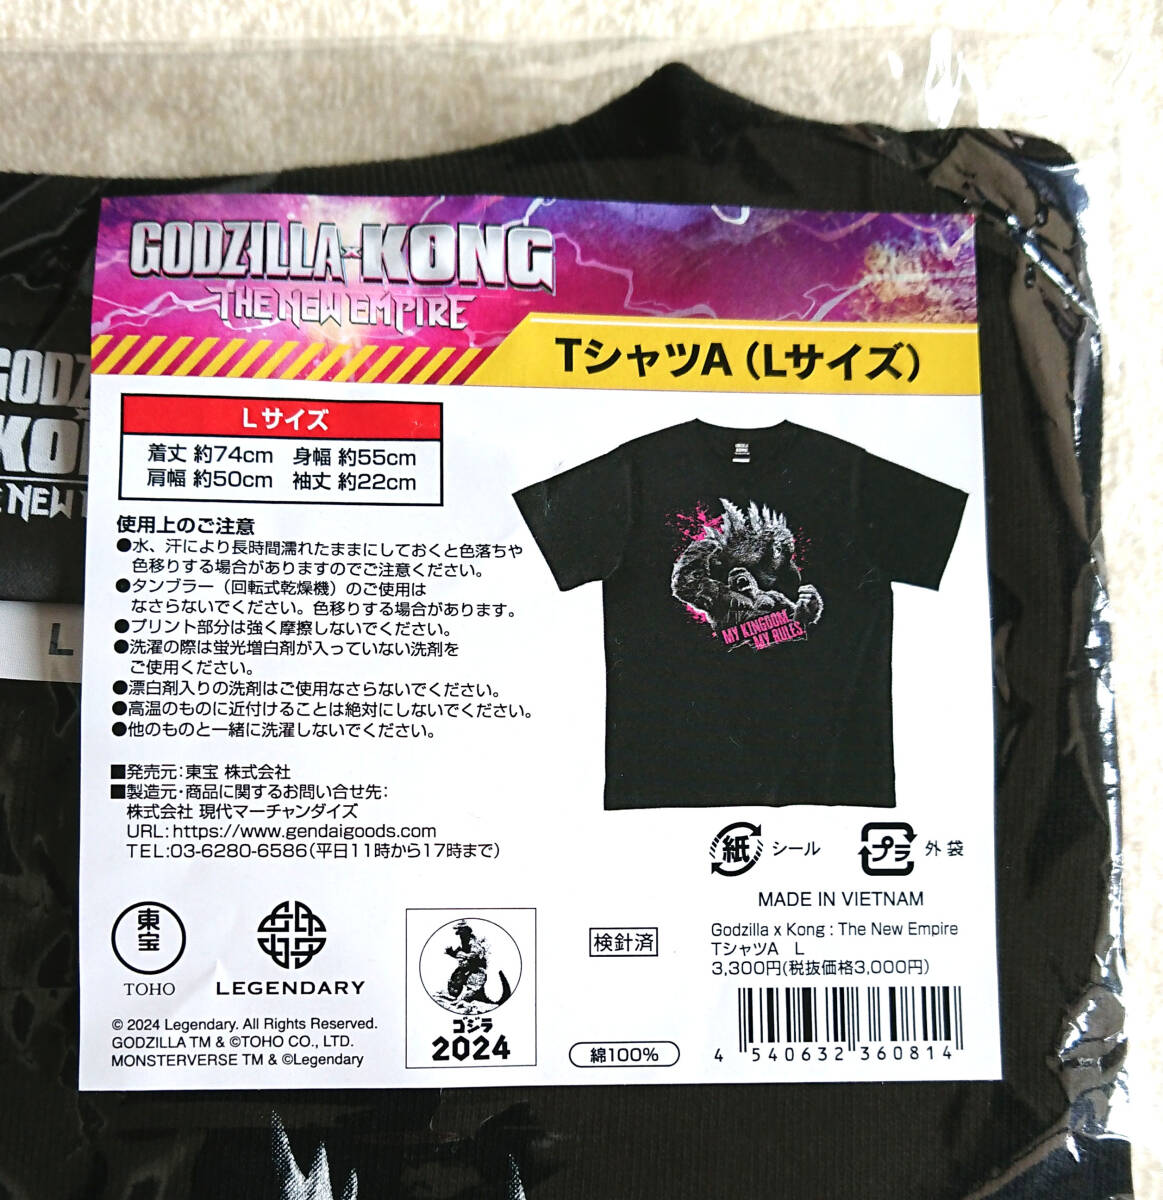 GODZILLA x KONG
THE NEW EMPIRE
TシャツA（Lサイズ）
Lサイズ
着丈 約74cm 身幅 約55cm
肩幅 約50cm 袖丈 約22cm
使用上のご注意
●水、汗により長時間濡れたままにしておくと色落ちや
色移りする場合がありますのでご注意ください。
●タンブラー（回転式乾燥機）のご使用は
なさらないでください。色移りする場合があります。
●プリント部分は強く摩擦しないでください。
●洗濯の際は蛍光増白剤が入っていない洗剤を
ご使用ください。
●漂白剤入りの洗剤はご使用なさらないでください。
●高温のものに近付けることは絶対にしないでください。
●他のものと一緒に洗濯しないでください。
■発売元：東宝 株式会社
■製造元・商品に関するお問い合せ先：
株式会社 現代マーチャンダイズ
URL：https://www.gendaigoods.com
TEL：03-6280-6586（平日11時から17時まで）
MY KINGDOM
MY RULES
紙 シール
プラ 外袋
MADE IN VIETNAM
Godzilla x Kong : The New Empire
TシャツA L
3,300円（税抜価格3,000円）
4 540632 360814
検針済
綿100%
東宝
TOHO
LEGENDARY
ゴジラ
2024
© 2024 Legendary. All Rights Reserved.
GODZILLA TM & ©TOHO CO., LTD.
MONSTERVERSE TM & ©Legendary
GODZ
KO
E NEW
L